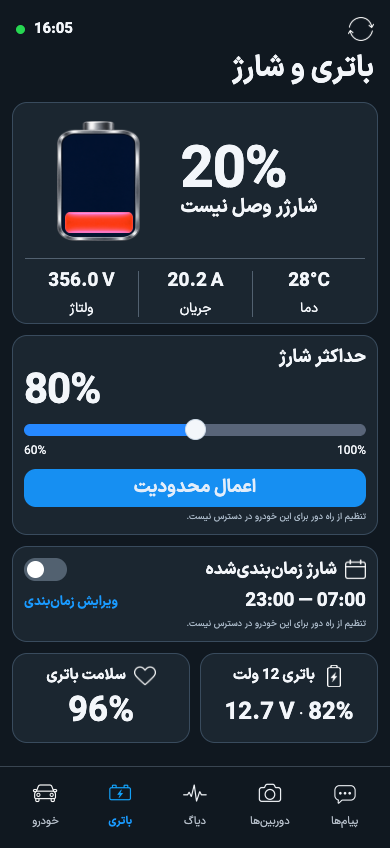 16:05
باتری و شارژ
20%
شارژر وصل نیست
28°C
20.2 A
356.0 V
دما
جریان
ولتاژ
حداکثر شارژ
80%
60%
100%
اعمال محدودیت
تنظیم از راه دور برای این خودرو در دسترس نیست.
شارژ زمان‌بندی‌شده
23:00 — 07:00
ویرایش زمان‌بندی
تنظیم از راه دور برای این خودرو در دسترس نیست.
باتری 12 ولت
12.7 V · 82%
سلامت باتری
96%
پیام‌ها
دوربین‌ها
دیاگ
باتری
خودرو